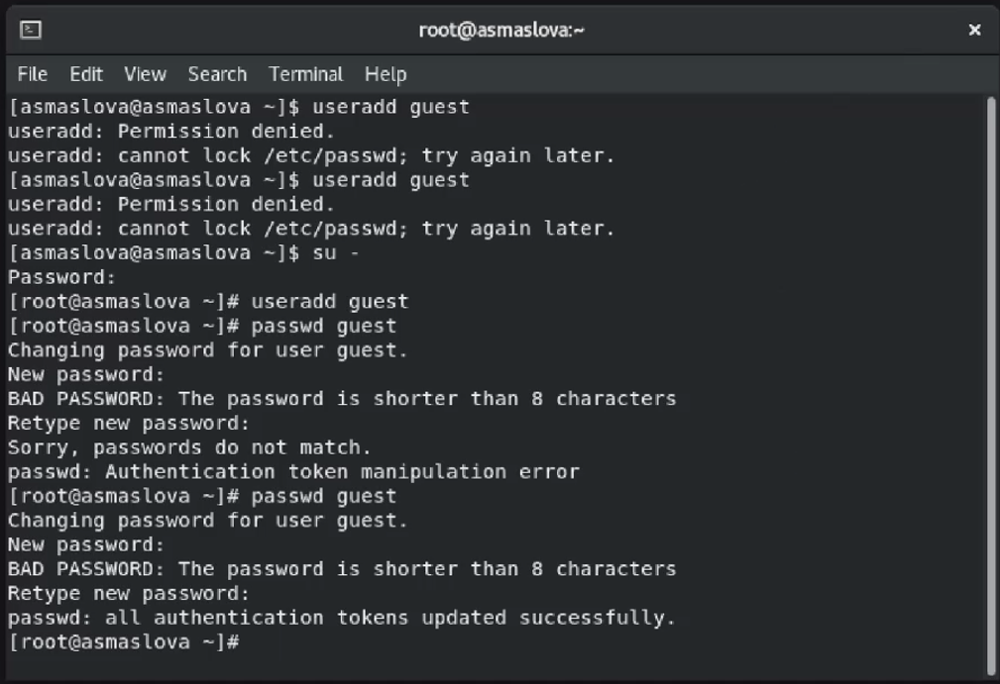 root@asmaslova:~
×
File Edit View Search Terminal Help
[asmaslova@asmaslova ~]$ useradd guest
useradd: Permission denied.
useradd: cannot lock /etc/passwd; try again later.
[asmaslova@asmaslova ~]$ useradd guest
useradd: Permission denied.
useradd: cannot lock /etc/passwd; try again later.
[asmaslova@asmaslova ~]$ su -
Password:
[root@asmaslova ~]# useradd guest
[root@asmaslova ~]# passwd guest
Changing password for user guest.
New password:
BAD PASSWORD: The password is shorter than 8 characters
Retype new password:
Sorry, passwords do not match.
passwd: Authentication token manipulation error
[root@asmaslova ~]# passwd guest
Changing password for user guest.
New password:
BAD PASSWORD: The password is shorter than 8 characters
Retype new password:
passwd: all authentication tokens updated successfully.
[root@asmaslova ~]#